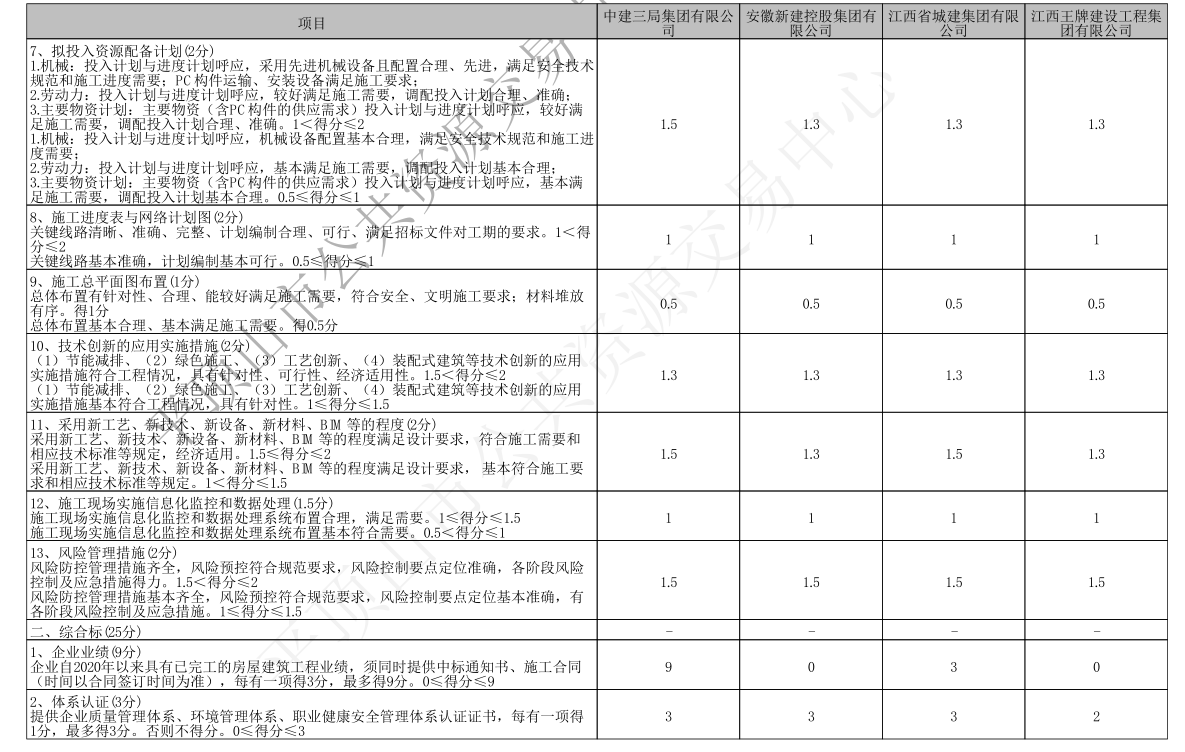 项目
中建三局集团有限公
司
安徽新建控股集团有
限公司
江西省城建集团有限
公司
江西王牌建设工程集
团有限公司
7、拟投入资源配备计划(2分)
1.机械：投入计划与进度计划呼应，采用先进机械设备且配置合理、先进，满足安全技术
规范和施工进度需要；PC构件运输、安装设备满足施工要求；
2.劳动力：投入计划与进度计划呼应，较好满足施工需要，调配投入计划合理、准确；
3.主要物资计划：主要物资（含PC构件的供应需求）投入计划与进度计划呼应，较好满
足施工需要，调配投入计划合理、准确。1＜得分≤2
1.机械：投入计划与进度计划呼应，机械设备配置基本合理，满足安全技术规范和施工进
度需要；
2.劳动力：投入计划与进度计划呼应，基本满足施工需要，调配投入计划基本合理；
3.主要物资计划：主要物资（含PC构件的供应需求）投入计划与进度计划呼应，基本满
足施工需要，调配投入计划基本合理。0.5≤得分≤1
1.5
1.3
1.3
1.3
8、施工进度表与网络计划图(2分)
关键线路清晰、准确、完整、计划编制合理、可行、满足招标文件对工期的要求。1＜得
分≤2
关键线路基本准确，计划编制基本可行。0.5≤得分≤1
1
1
1
1
9、施工总平面图布置(1分)
总体布置有针对性、合理、能较好满足施工需要，符合安全、文明施工要求；材料堆放
有序。得1分
总体布置基本合理、基本满足施工需要。得0.5分
0.5
0.5
0.5
0.5
10、技术创新的应用实施措施(2分)
（1）节能减排、（2）绿色施工、（3）工艺创新、（4）装配式建筑等技术创新的应用
实施措施符合工程情况，具有针对性、可行性、经济适用性。1.5＜得分≤2
（1）节能减排、（2）绿色施工、（3）工艺创新、（4）装配式建筑等技术创新的应用
实施措施基本符合工程情况，具有针对性。1≤得分≤1.5
1.3
1.3
1.3
1.3
11、采用新工艺、新技术、新设备、新材料、BIM 等的程度(2分)
采用新工艺、新技术、新设备、新材料、BIM 等的程度满足设计要求，符合施工需要和
相应技术标准等规定，经济适用。1.5≤得分≤2
采用新工艺、新技术、新设备、新材料、BIM 等的程度满足设计要求， 基本符合施工要
求和相应技术标准等规定。1＜得分≤1.5
1.5
1.3
1.5
1.3
12、施工现场实施信息化监控和数据处理(1.5分)
施工现场实施信息化监控和数据处理系统布置合理，满足需要。1≤得分≤1.5
施工现场实施信息化监控和数据处理系统布置基本符合需要。0.5＜得分≤1
1
1
1
1
13、风险管理措施(2分)
风险防控管理措施齐全，风险预控符合规范要求，风险控制要点定位准确，各阶段风险
控制及应急措施得力。1.5＜得分≤2
风险防控管理措施基本齐全，风险预控符合规范要求，风险控制要点定位基本准确，有
各阶段风险控制及应急措施。1≤得分≤1.5
1.5
1.5
1.5
1.5
二、综合标(25分)
–
–
–
–
1、企业业绩(9分)
企业自2020年以来具有已完工的房屋建筑工程业绩，须同时提供中标通知书、施工合同
（时间以合同签订时间为准），每有一项得3分，最多得9分。0≤得分≤9
9
0
3
0
2、体系认证(3分)
提供企业质量管理体系、环境管理体系、职业健康安全管理体系认证证书，每有一项得
1分，最多得3分。否则不得分。0≤得分≤3
3
3
3
2
平顶山市公共资源交易
平顶山市公共资源交易中心